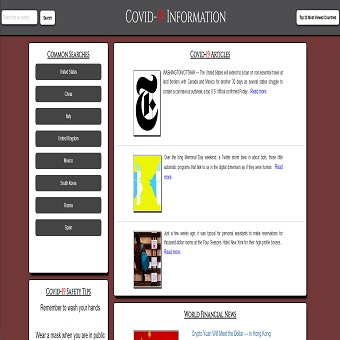 Search
COVID-19 INFORMATION
Top 10 Most Viewed Countries
COMMON SEARCHES
United States
China
Italy
United Kingdom
Mexico
South Korea
Russia
Spain
COVID-19 SAFETY TIPS
Remember to wash your hands
Wear a mask when you are in public
COVID-19 ARTICLES
WASHINGTON/OTTAWA — The United States will extend its ban on non-essential travel at
land borders with Canada and Mexico for another 30 days as several states struggle to
contain a coronavirus outbreak, a top U.S. official confirmed Friday. Read more.
Over the long Memorial Day weekend, a Twitter storm blew in about bots, those little
automatic programs that talk to us in the digital dimension as if they were human. Read
more.
Just a few weeks ago, it was typical for personal assistants to make reservations for
thousand-dollar rooms at the Four Seasons Hotel New York for their high-profile bosses.
Read more.
WORLD FINANCIAL NEWS
Crypto Yuan Will Meet the Dollar — in Hong Kong